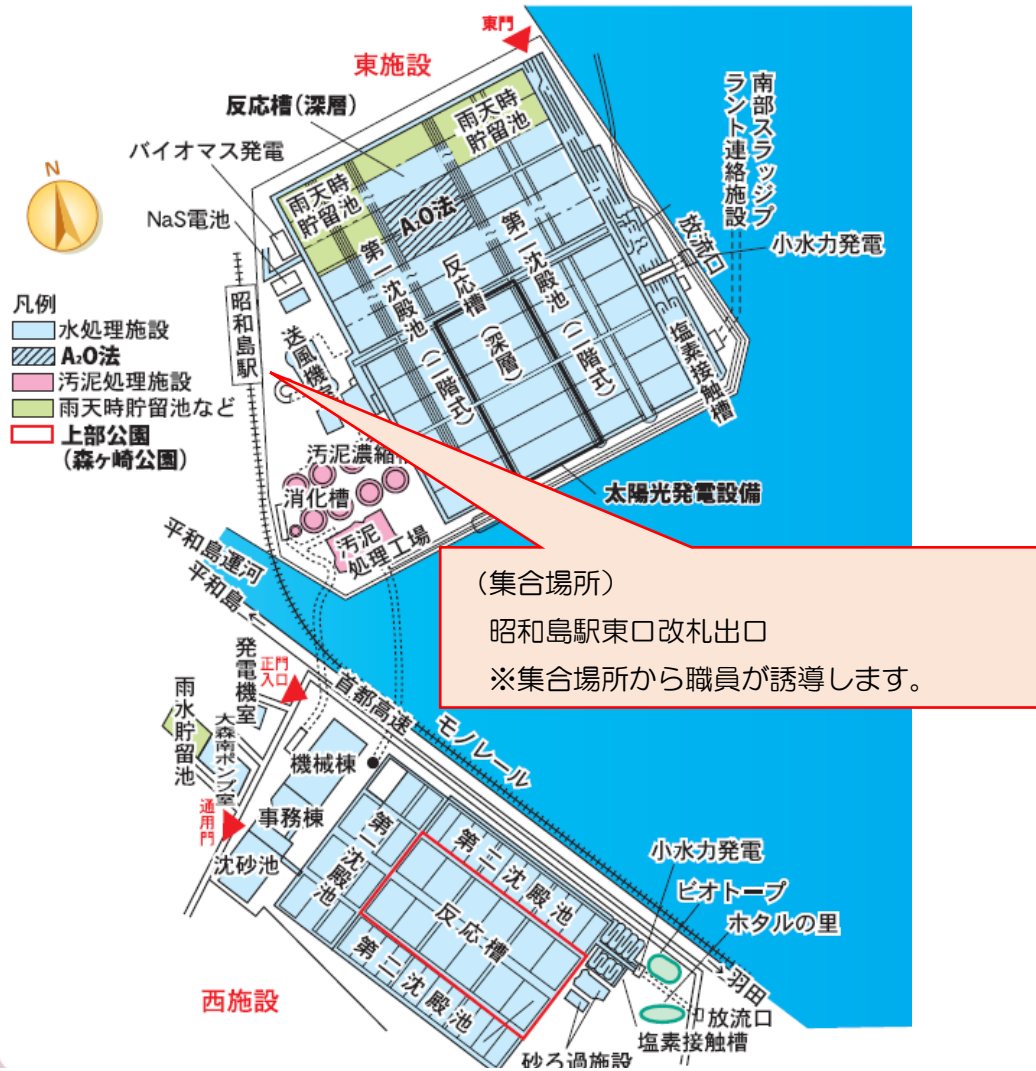 東門
東施設
反応槽(深層)
バイオマス発電
NaS電池
雨天時
貯留池
雨天時
貯留池
A₂O法
南部スラッジプ
ラント連絡施設
放流口
小水力発電
N
昭和島駅
送風機室
第一沈殿池(二階式)
反応槽(深層)
第二沈殿池(二階式)
塩素接触槽
凡例
水処理施設
A₂O法
汚泥処理施設
雨天時貯留池など
上部公園
(森ヶ崎公園)
汚泥濃縮
消化槽
汚泥
処理工場
太陽光発電設備
(集合場所)
昭和島駅東口改札出口
※集合場所から職員が誘導します。
平和島運河
平和島
首都高速
モノレール
発電機室
正門
入口
雨水貯留池
大森南ポンプ室
機械棟
通用門
事務棟
沈砂池
第一沈殿池
第二沈殿池
反応槽
第二沈殿池
小水力発電
ビオトープ
ホタルの里
羽田
放流口
塩素接触槽
砂ろ過施設
西施設